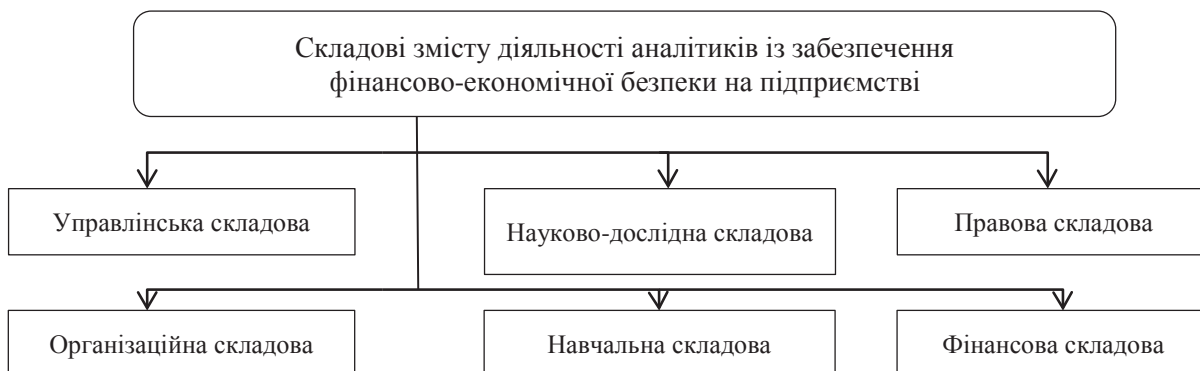 Складові змісту діяльності аналітиків із забезпечення
фінансово-економічної безпеки на підприємстві
Управлінська складова
Науково-дослідна складова
Правова складова
Організаційна складова
Навчальна складова
Фінансова складова